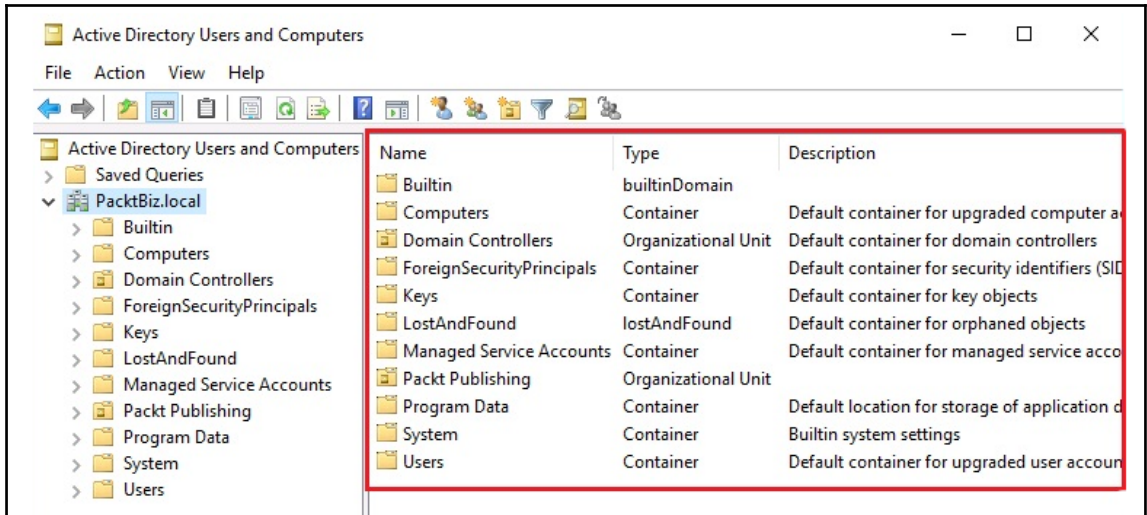 Active Directory Users and Computers
File Action View Help
Active Directory Users and Computers
Saved Queries
PacktBiz.local
Builtin
Computers
Domain Controllers
ForeignSecurityPrincipals
Keys
LostAndFound
Managed Service Accounts
Packt Publishing
Program Data
System
Users
Name Type Description
Builtin builtinDomain
Computers Container Default container for upgraded computer a
Domain Controllers Organizational Unit Default container for domain controllers
ForeignSecurityPrincipals Container Default container for security identifiers (SID
Keys Container Default container for key objects
LostAndFound lostAndFound Default container for orphaned objects
Managed Service Accounts Container Default container for managed service acco
Packt Publishing Organizational Unit
Program Data Container Default location for storage of application d
System Container Builtin system settings
Users Container Default container for upgraded user accoun